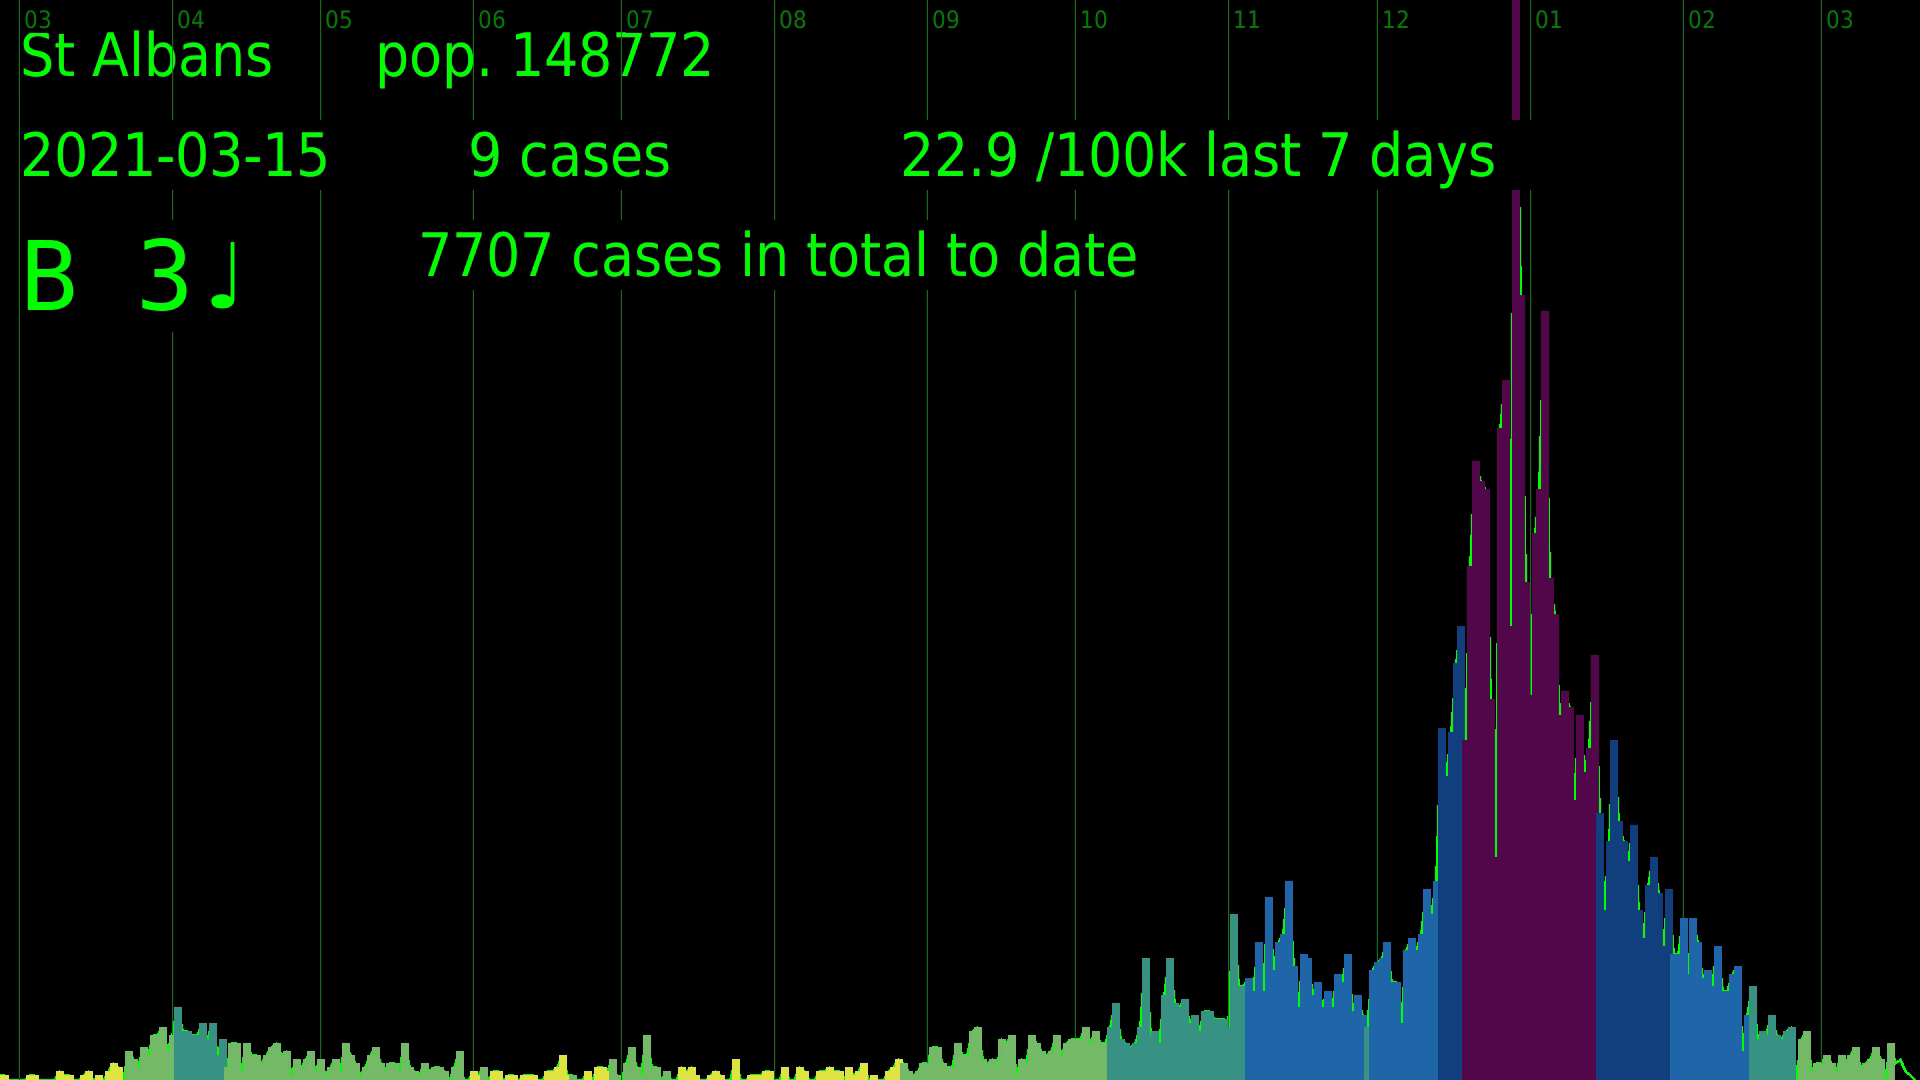 03 04 05 06 07 08 09 10 11 12 01 02 03
St Albans pop. 148772
2021-03-15 9 cases 22.9 /100k last 7 days
B 3♩ 7707 cases in total to date